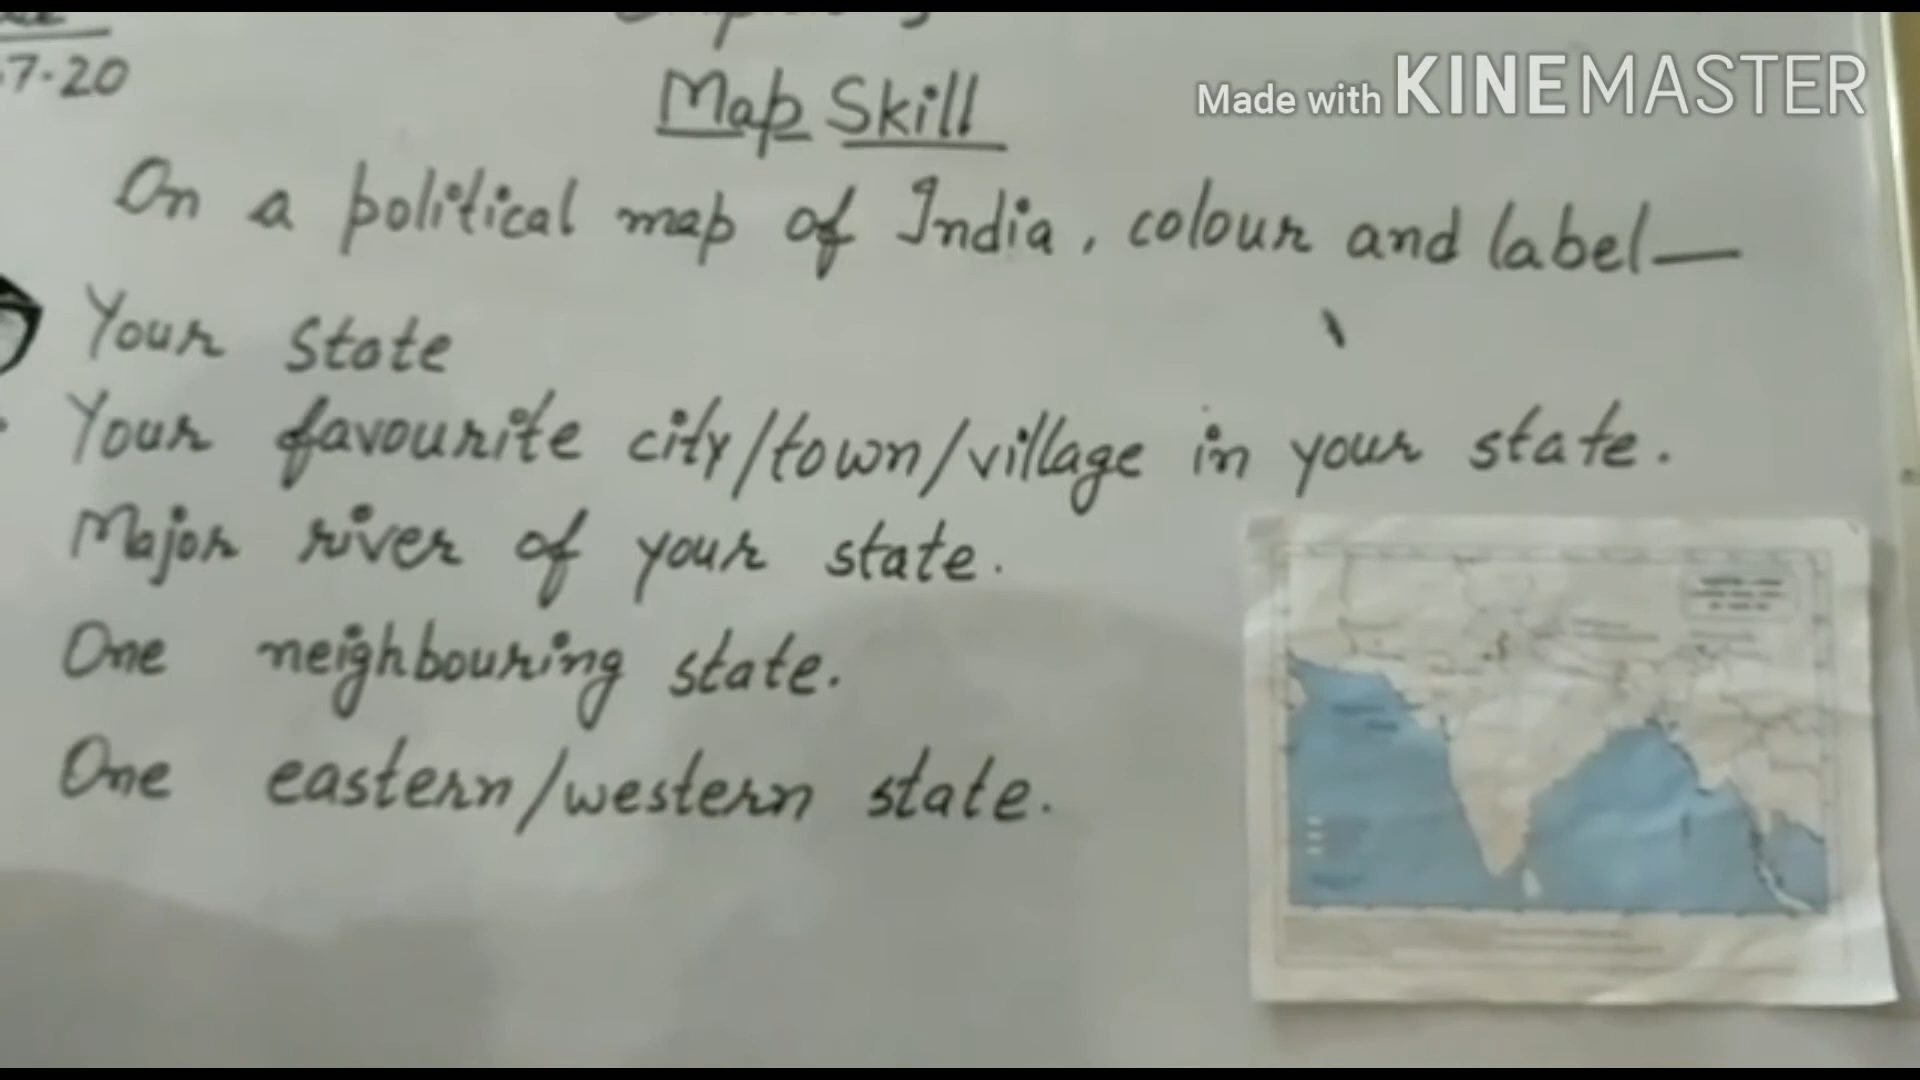 7.20
Made with KINEMASTER
Map Skill
On a political map of India, colour and label—
Your State
Your favourite city/town/village in your state.
Major river of your state.
One neighbouring state.
One eastern/western state.